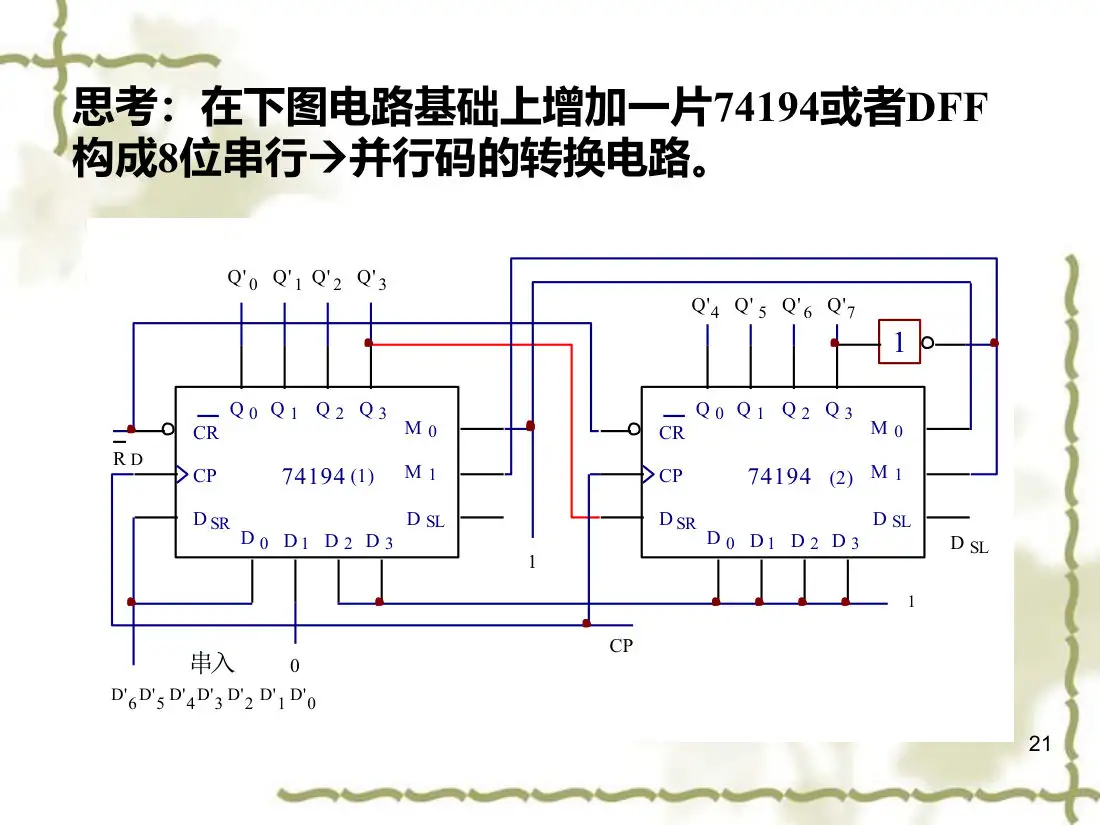 思考：在下图电路基础上增加一片74194或者DFF
构成8位串行→并行码的转换电路。
Q'0 Q'1 Q'2 Q'3
Q'4 Q'5 Q'6 Q'7
1
Q0 Q1 Q2 Q3
CR
M0
RD
CP
74194 (1)
M1
DSR
DSL
D0 D1 D2 D3
Q0 Q1 Q2 Q3
CR
M0
CP
74194 (2)
M1
DSR
DSL
D0 D1 D2 D3
DSL
1
1
CP
串入
0
D'6 D'5 D'4 D'3 D'2 D'1 D'0
21